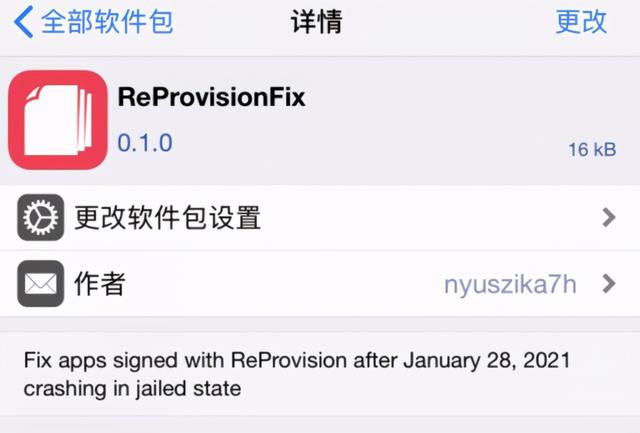 全部软件包 详情 更改
ReProvisionFix
0.1.0 16 kB
更改软件包设置
作者 nyuszika7h
Fix apps signed with ReProvision after January 28, 2021
crashing in jailed state